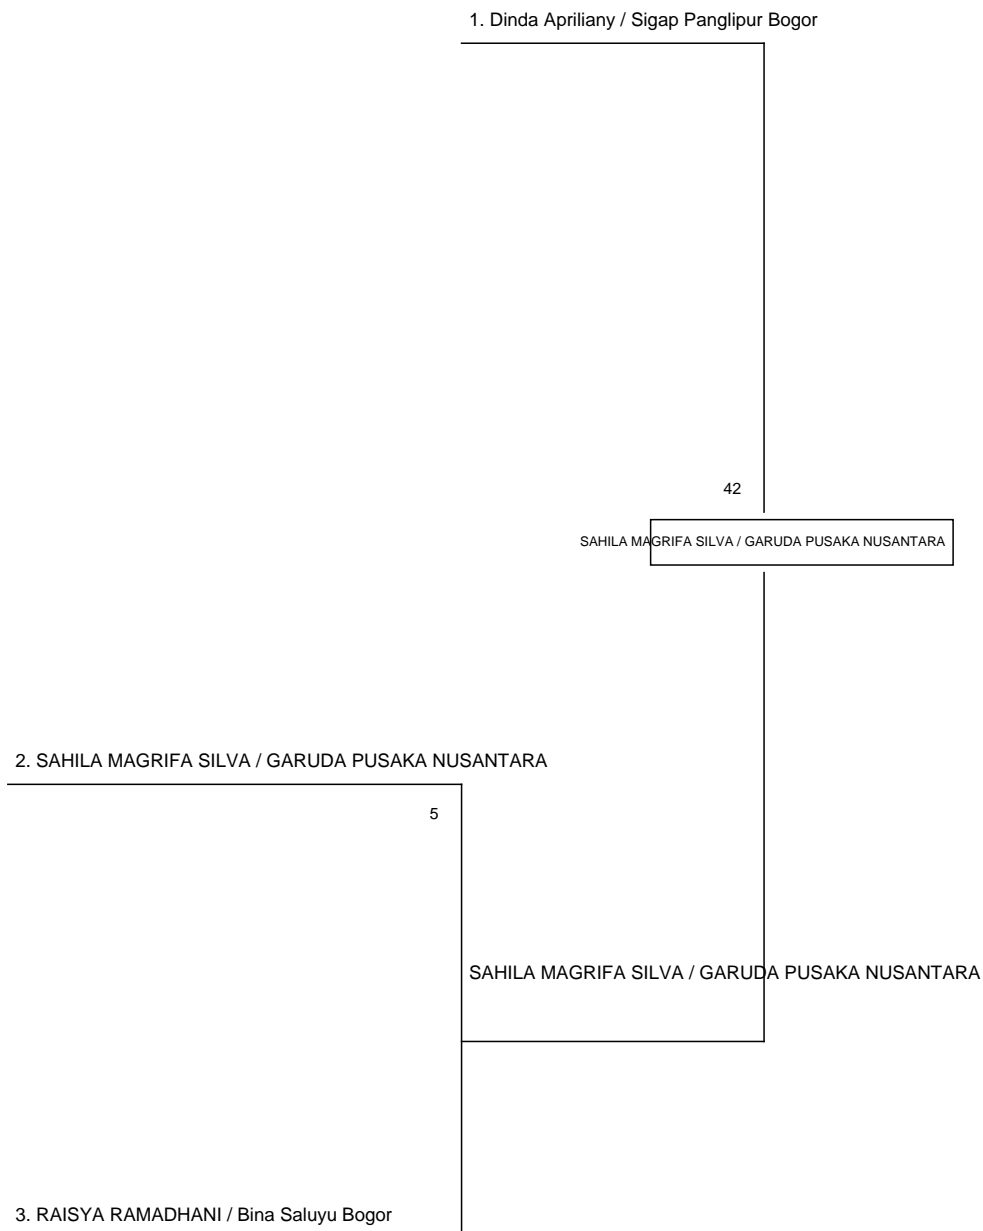 1. Dinda Apriliany / Sigap Panglipur Bogor
42
SAHILA MAGRIFA SILVA / GARUDA PUSAKA NUSANTARA
2. SAHILA MAGRIFA SILVA / GARUDA PUSAKA NUSANTARA
5
SAHILA MAGRIFA SILVA / GARUDA PUSAKA NUSANTARA
3. RAISYA RAMADHANI / Bina Saluyu Bogor